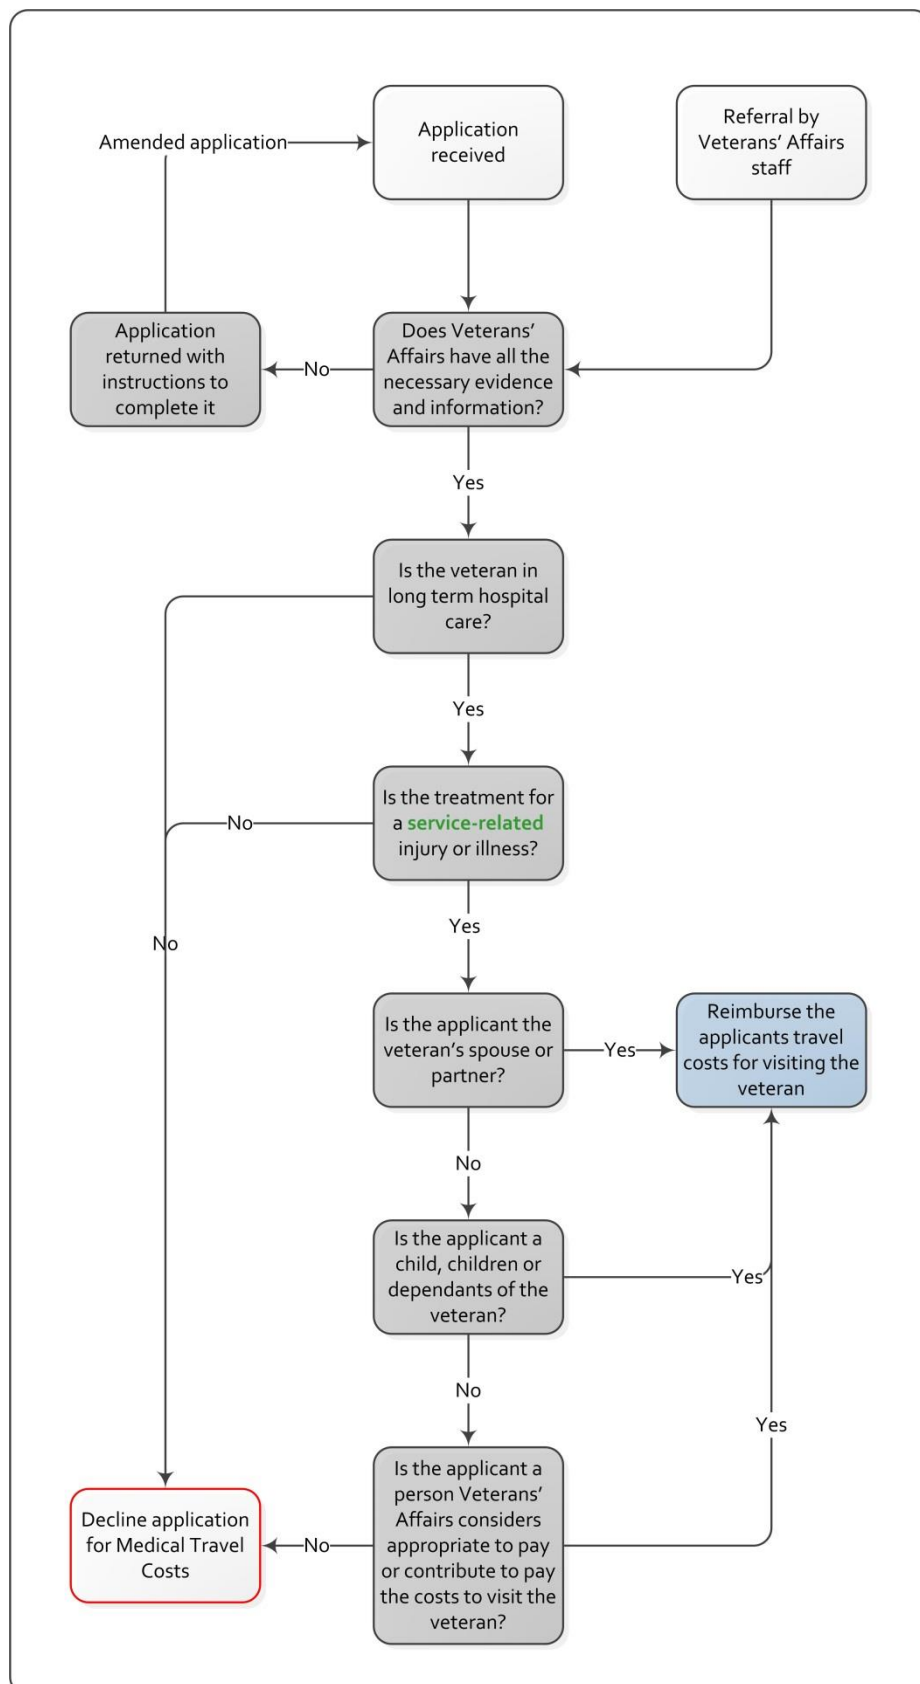 Amended application
Application
received
Referral by
Veterans’ Affairs
staff
Application
returned with
instructions to
complete it
No
Does Veterans’
Affairs have all the
necessary evidence
and information?
Yes
Is the veteran in
long term hospital
care?
Yes
Is the treatment for
a service-related
injury or illness?
No
Yes
No
Is the applicant the
veteran’s spouse or
partner?
Yes
Reimburse the
applicants travel
costs for visiting the
veteran
No
Is the applicant a
child, children or
dependants of the
veteran?
Yes
No
Yes
Is the applicant a
person Veterans’
Affairs considers
appropriate to pay
or contribute to pay
the costs to visit the
veteran?
No
Decline application
for Medical Travel
Costs